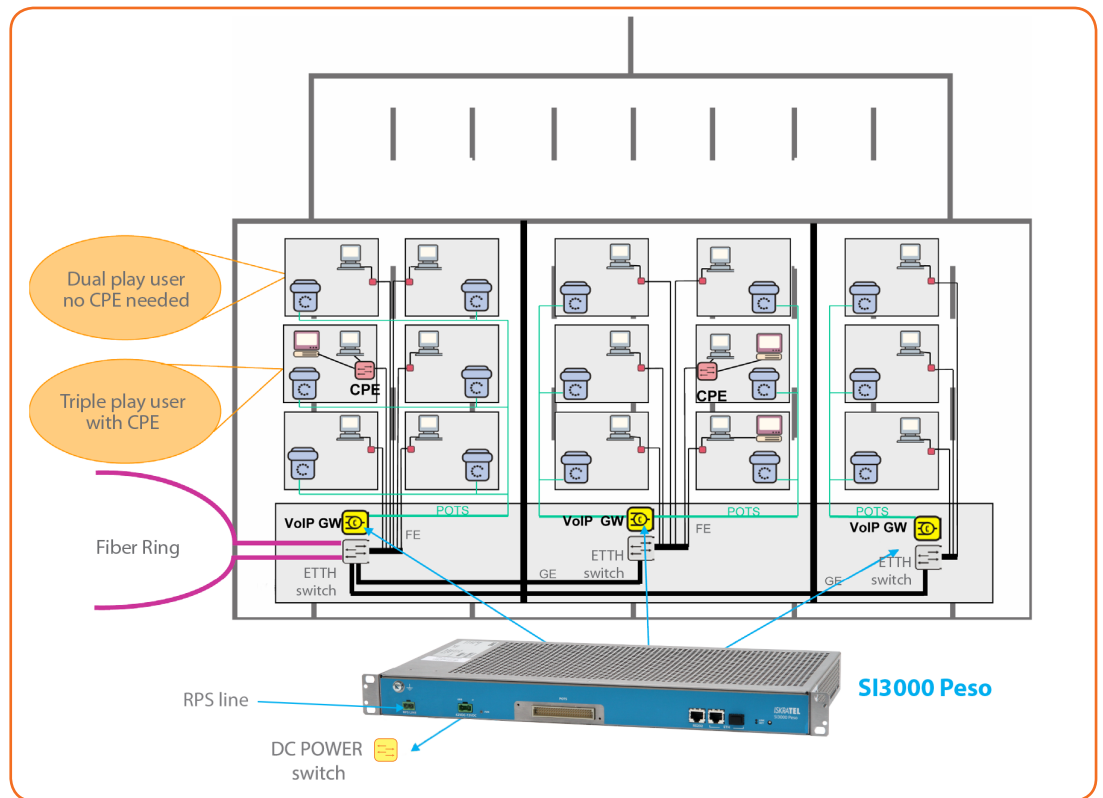 Dual play user
no CPE needed
CPE
CPE
Triple play user
with CPE
Fiber Ring
VoIP GW
POTS
FE
ETTH
switch
GE
VoIP GW
POTS
FE
ETTH
switch
GE
POTS
VoIP GW
ETTH
switch
SI3000 Peso
RPS line
DC POWER
switch
ISKRATEL
SI3000 Peso